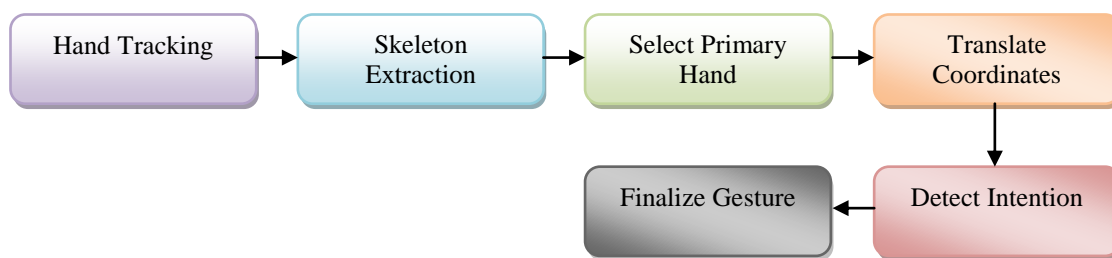 Hand Tracking
Skeleton
Extraction
Select Primary
Hand
Translate
Coordinates
Detect Intention
Finalize Gesture